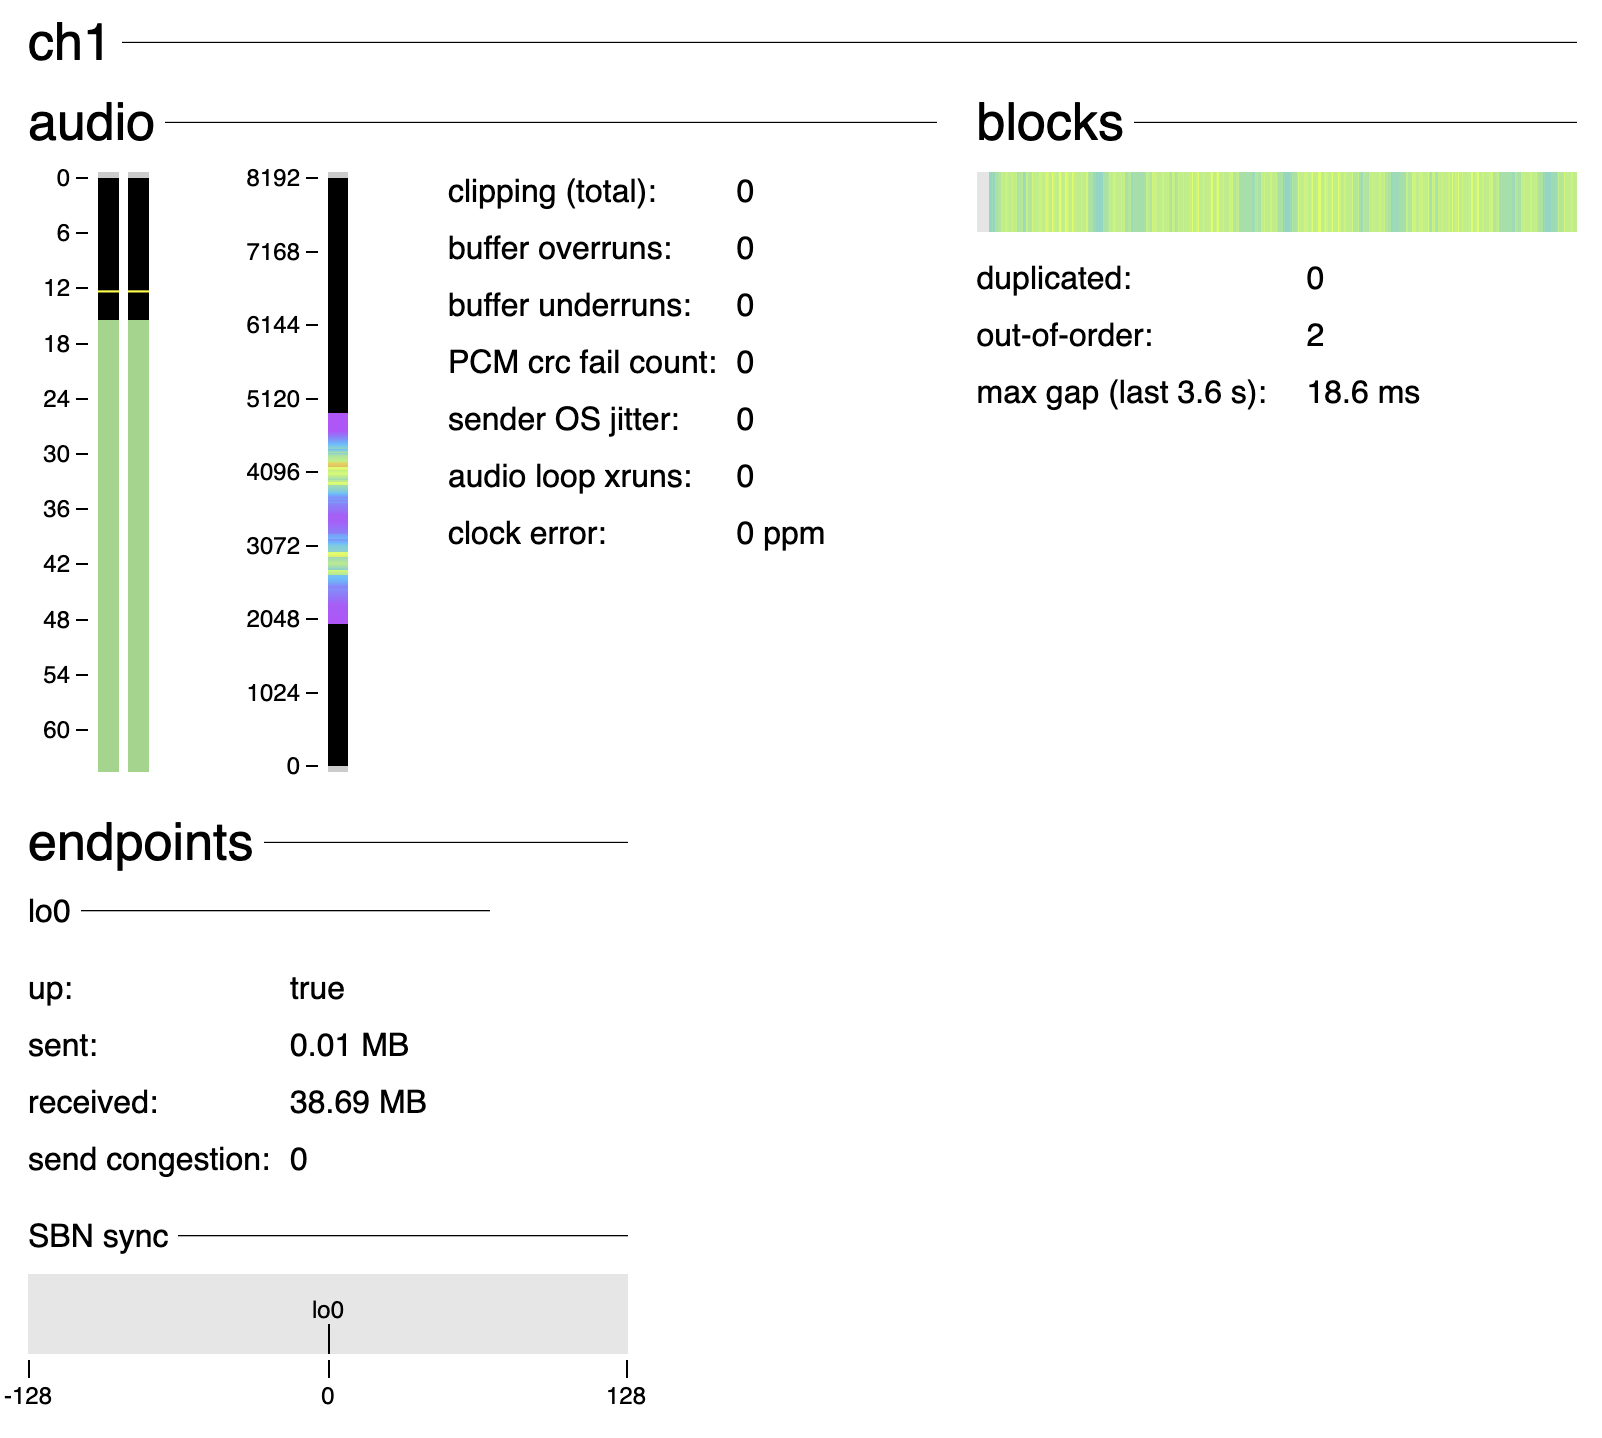 ch1
audio
0
6
12
18
24
30
36
42
48
54
60
8192
7168
6144
5120
4096
3072
2048
1024
0
clipping (total): 0
buffer overruns: 0
buffer underruns: 0
PCM crc fail count: 0
sender OS jitter: 0
audio loop xruns: 0
clock error: 0 ppm
blocks
duplicated: 0
out-of-order: 2
max gap (last 3.6 s): 18.6 ms
endpoints
lo0
up: true
sent: 0.01 MB
received: 38.69 MB
send congestion: 0
SBN sync
lo0
-128 0 128